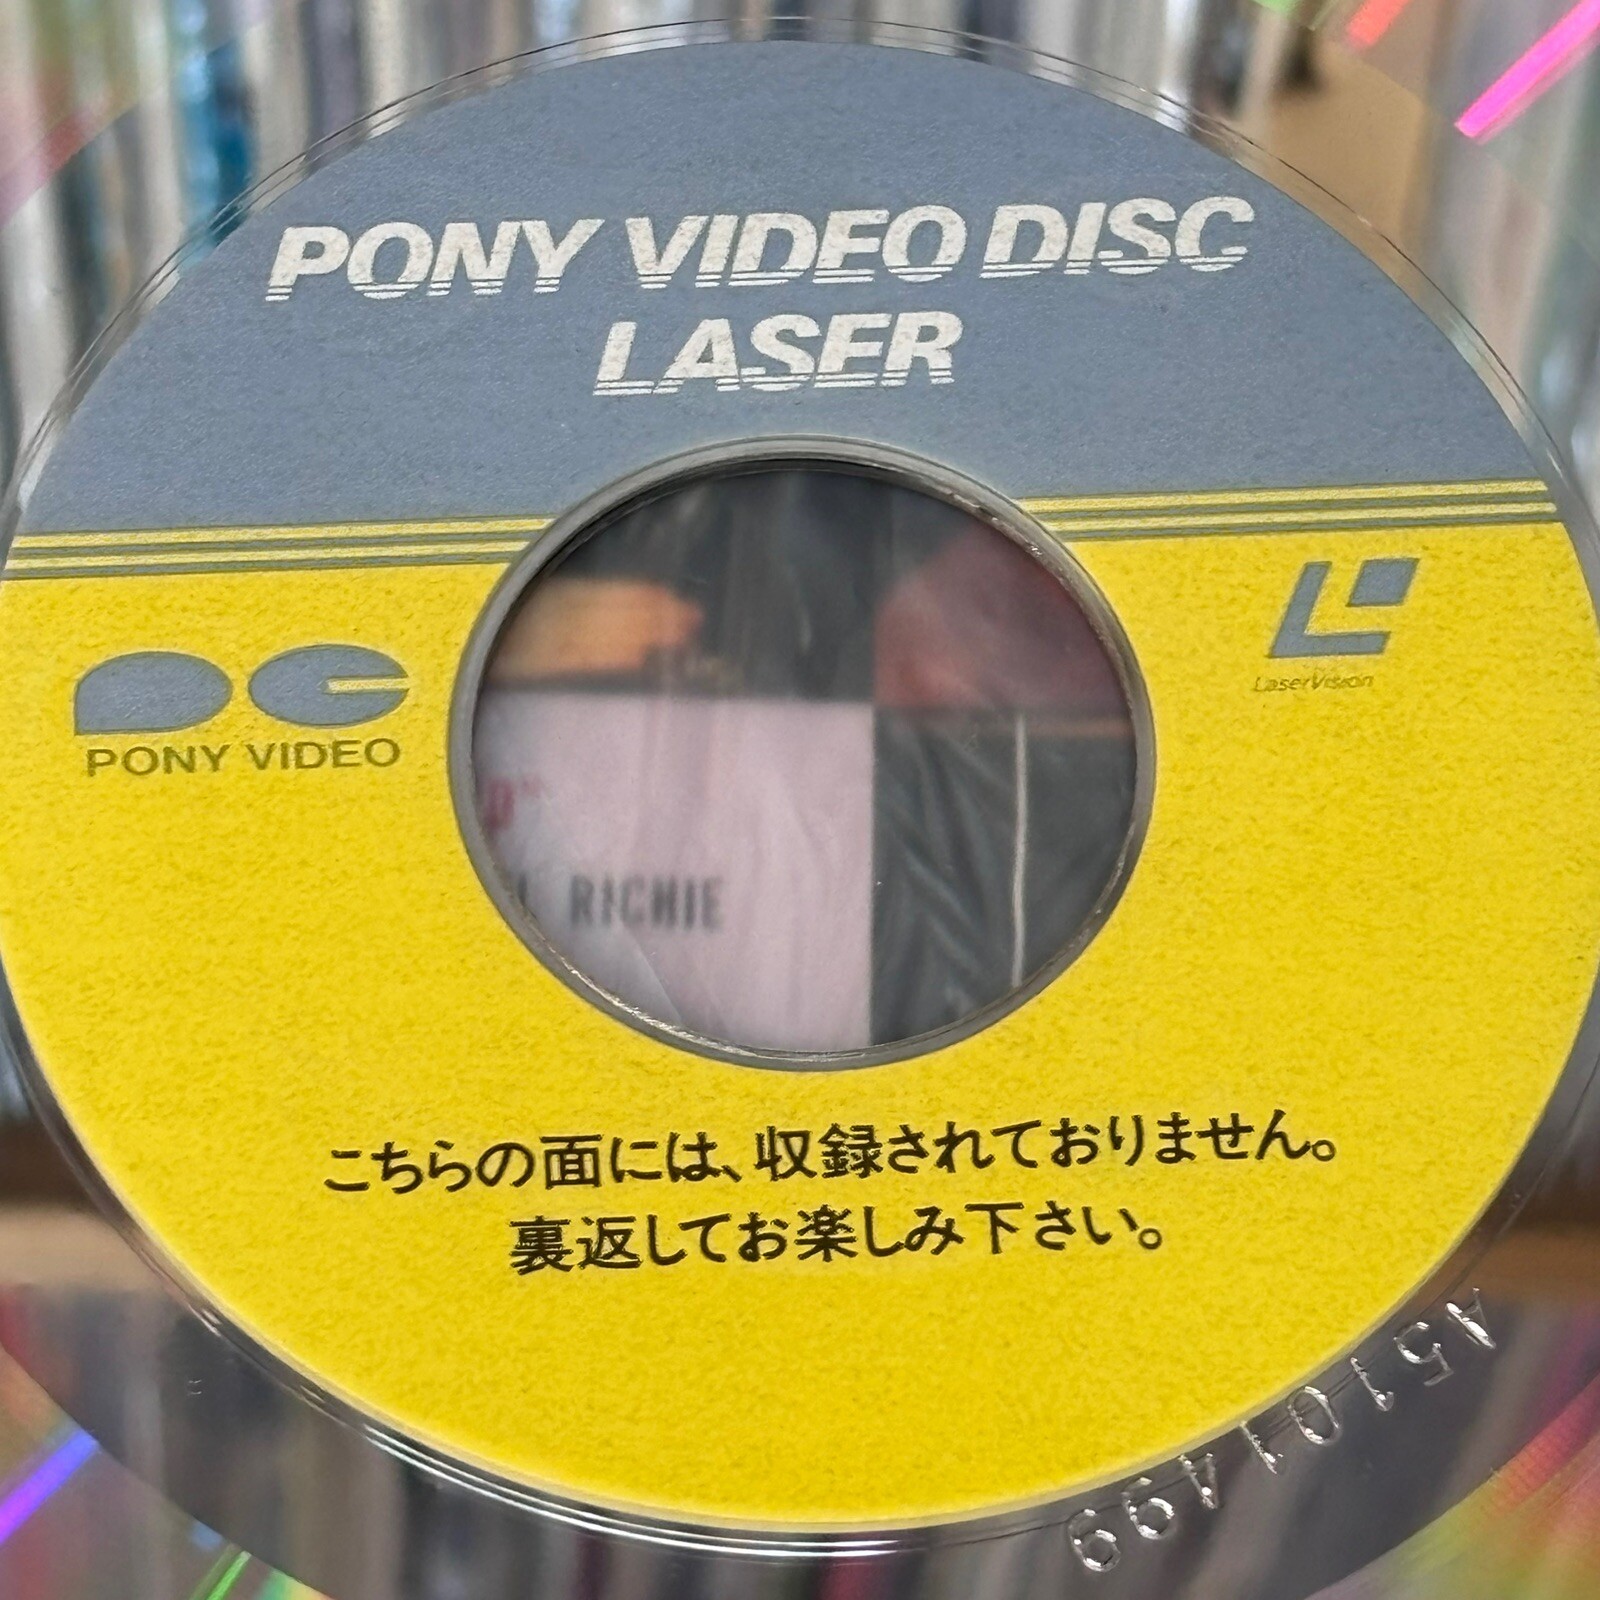 PONY VIDEO DISC
LASER
PC
PONY VIDEO
LaserVision
RICHIE
こちらの面には、収録されておりません。
裏返してお楽しみ下さい。
A5101499